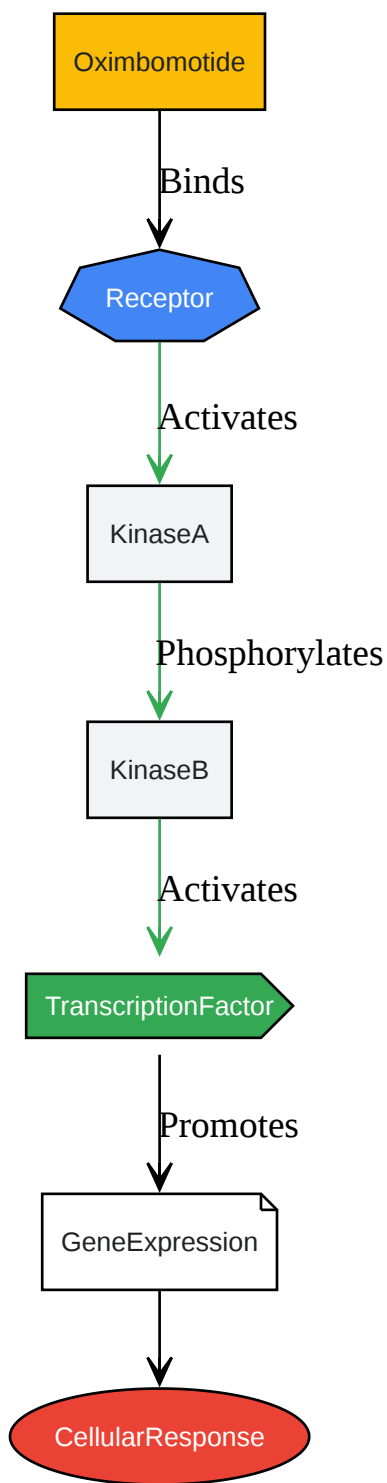 Oximbomotide
Binds
Receptor
Activates
KinaseA
Phosphorylates
KinaseB
Activates
TranscriptionFactor
Promotes
GeneExpression
CellularResponse